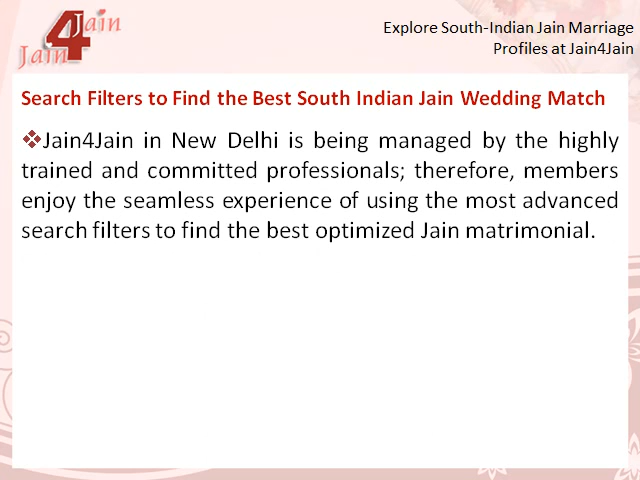 Jain 4 Jain
Explore South-Indian Jain Marriage
Profiles at Jain4Jain
Search Filters to Find the Best South Indian Jain Wedding Match
❖Jain4Jain in New Delhi is being managed by the highly
trained and committed professionals; therefore, members
enjoy the seamless experience of using the most advanced
search filters to find the best optimized Jain matrimonial.